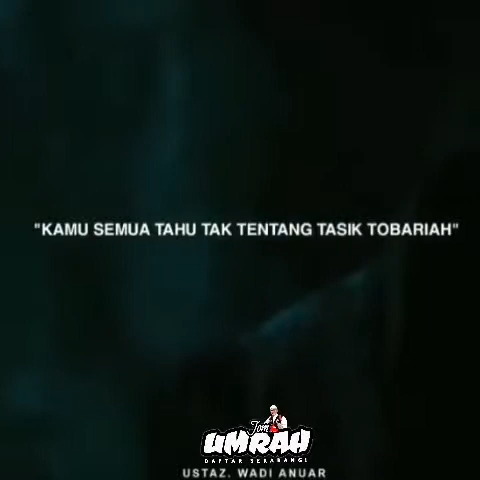 "KAMU SEMUA TAHU TAK TENTANG TASIK TOBARIAH"
Jom
UMRAH
DAFTAR SEKARANG!
USTAZ. WADI ANUAR